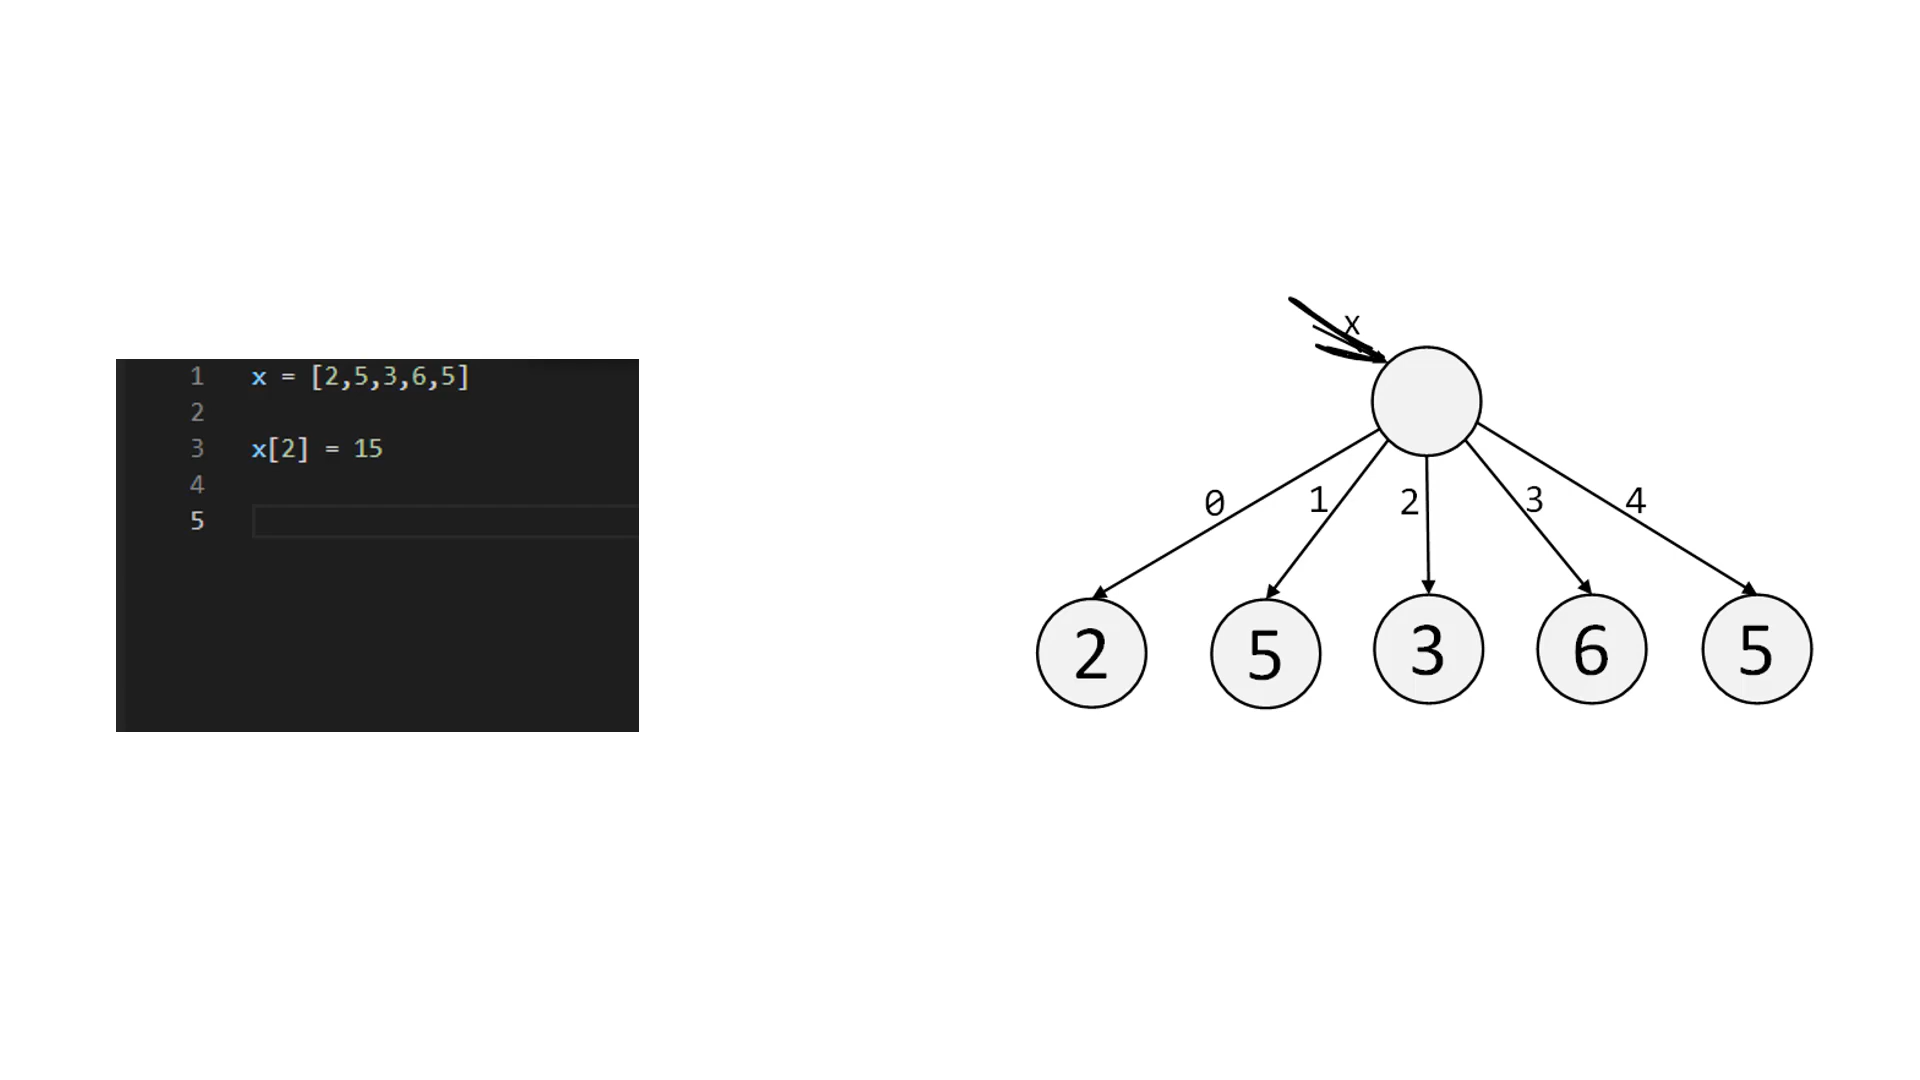 1 x = [2,5,3,6,5]
2
3 x[2] = 15
4
5
x
0 1 2 3 4
2 5 3 6 5